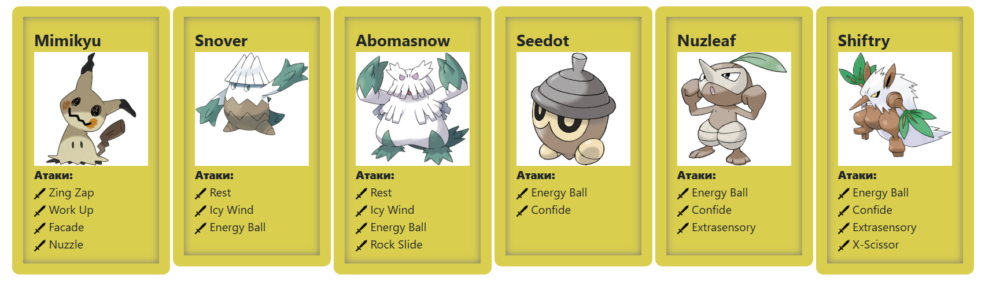 Mimikyu
Атаки:
Zing Zap
Work Up
Facade
Nuzzle
Snover
Атаки:
Rest
Icy Wind
Energy Ball
Abomasnow
Атаки:
Rest
Icy Wind
Energy Ball
Rock Slide
Seedot
Атаки:
Energy Ball
Confide
Nuzleaf
Атаки:
Energy Ball
Confide
Extrasensory
Shiftry
Атаки:
Energy Ball
Confide
Extrasensory
X-Scissor